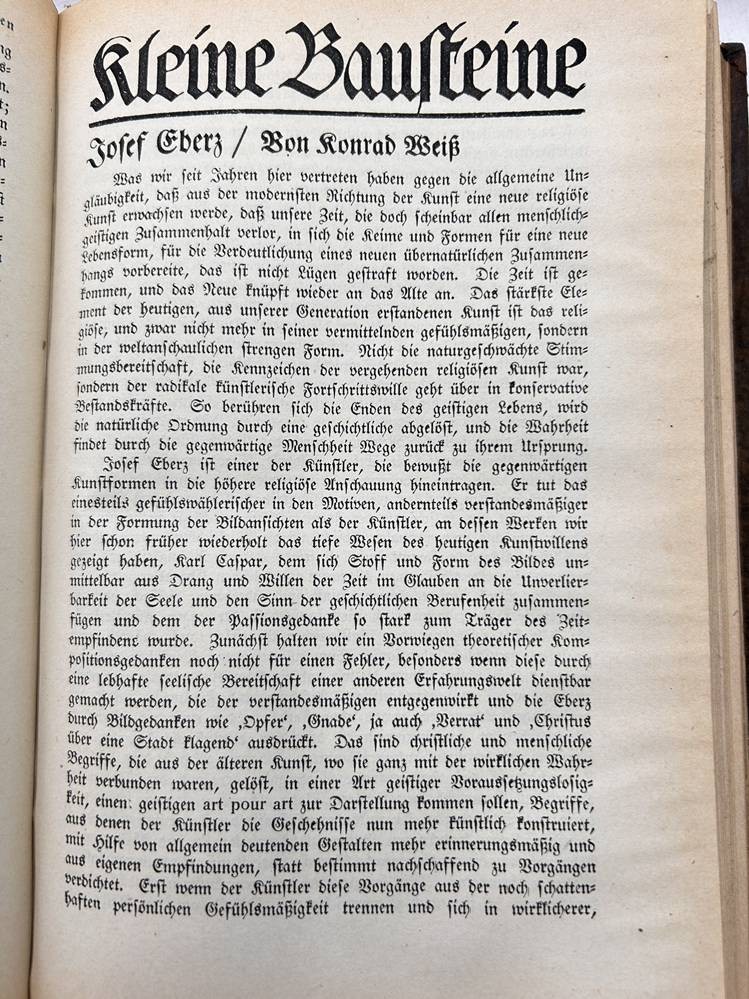 en
ng
s=
n.
t;
n
=
n
Kleine Bausteine
Josef Eberz / Von Konrad Weiß
Was wir seit Jahren hier vertreten haben gegen die allgemeine Un=
gläubigkeit, daß aus der modernsten Richtung der Kunst eine neue religiöse
Kunst erwachsen werde, daß unsere Zeit, die doch scheinbar allen menschlich=
geistigen Zusammenhalt verlor, in sich die Keime und Formen für eine neue
Lebensform, für die Verdeutlichung eines neuen übernatürlichen Zusammen=
hangs vorbereite, das ist nicht Lügen gestraft worden. Die Zeit ist ge=
kommen, und das Neue knüpft wieder an das Alte an. Das stärkste Ele=
ment der heutigen, aus unserer Generation erstandenen Kunst ist das reli=
giöse, und zwar nicht mehr in seiner vermittelnden gefühlsmäßigen, sondern
in der weltanschaulichen strengen Form. Nicht die naturgeschwächte Stim=
mungsbereitschaft, die Kennzeichen der vergehenden religiösen Kunst war,
sondern der radikale künstlerische Fortschrittswille geht über in konservative
Bestandskräfte. So berühren sich die Enden des geistigen Lebens, wird
die natürliche Ordnung durch eine geschichtliche abgelöst, und die Wahrheit
findet durch die gegenwärtige Menschheit Wege zurück zu ihrem Ursprung.
Josef Eberz ist einer der Künstler, die bewußt die gegenwärtigen
Kunstformen in die höhere religiöse Anschauung hineintragen. Er tut das
einesteils gefühlswählerischer in den Motiven, andernteils verstandesmäßiger
in der Formung der Bildansichten als der Künstler, an dessen Werken wir
hier schon früher wiederholt das tiefe Wesen des heutigen Kunstwillens
gezeigt haben, Karl Caspar, dem sich Stoff und Form des Bildes un=
mittelbar aus Drang und Willen der Zeit im Glauben an die Unverlier=
barkeit der Seele und den Sinn der geschichtlichen Berufenheit zusammen=
fügen und dem der Passionsgedanke so stark zum Träger des Zeit=
empfindens wurde. Zunächst halten wir ein Vorwiegen theoretischer Kom=
positionsgedanken noch nicht für einen Fehler, besonders wenn diese durch
eine lebhafte seelische Bereitschaft einer anderen Erfahrungswelt dienstbar
gemacht werden, die der verstandesmäßigen entgegenwirkt und die Eberz
durch Bildgedanken wie ‚Opfer‘, ‚Gnade‘, ja auch ‚Verrat‘ und ‚Christus
über eine Stadt klagend‘ ausdrückt. Das sind christliche und menschliche
Begriffe, die aus der älteren Kunst, wo sie ganz mit der wirklichen Wahr=
heit verbunden waren, gelöst, in einer Art geistiger Voraussetzungslosig=
keit, einen geistigen art pour art zur Darstellung kommen sollen, Begriffe,
aus denen der Künstler die Geschehnisse nun mehr künstlich konstruiert,
mit Hilfe von allgemein deutenden Gestalten mehr erinnerungsmäßig und
aus eigenen Empfindungen, statt bestimmt nachschaffend zu Vorgängen
verdichtet. Erst wenn der Künstler diese Vorgänge aus der noch schatten=
haften persönlichen Gefühlsmäßigkeit trennen und sich in wirklicherer,